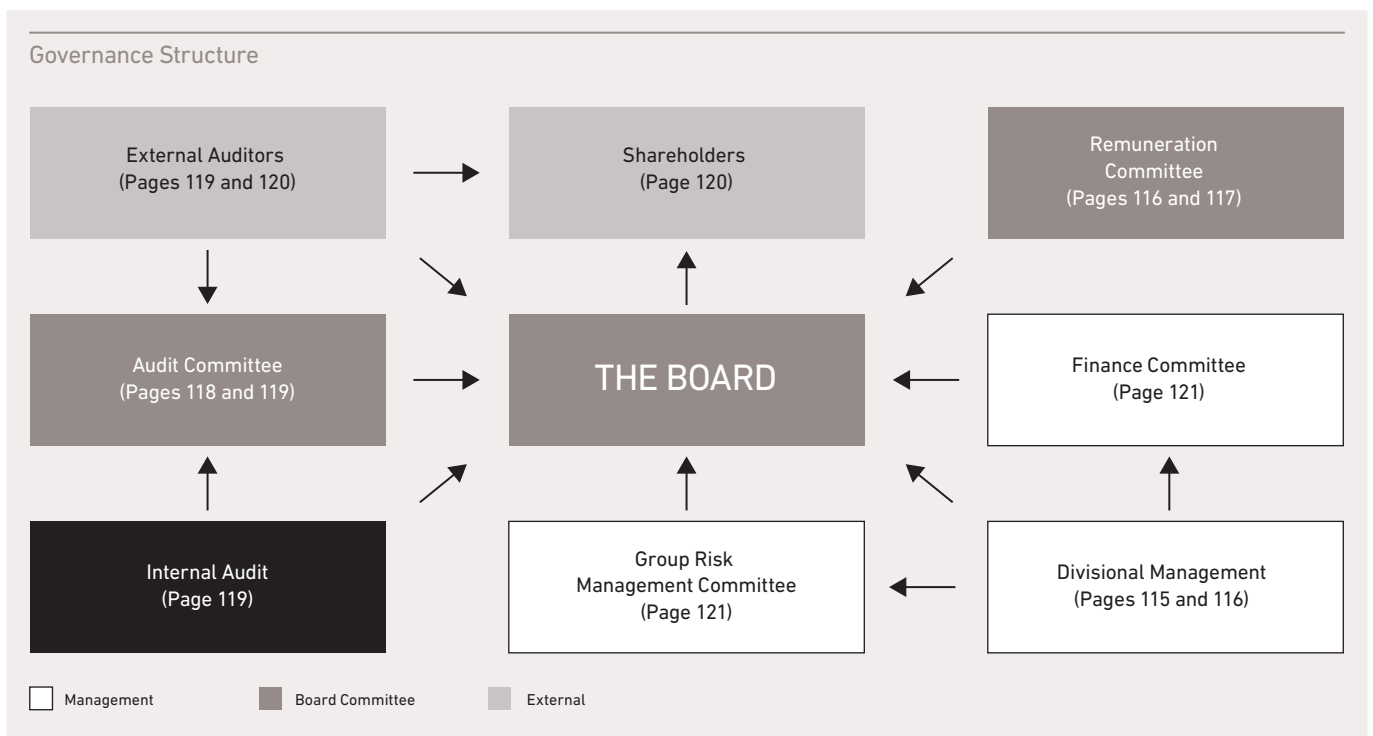 Governance Structure
External Auditors
(Pages 119 and 120)
Shareholders
(Page 120)
Remuneration
Committee
(Pages 116 and 117)
Audit Committee
(Pages 118 and 119)
THE BOARD
Finance Committee
(Page 121)
Internal Audit
(Page 119)
Group Risk
Management Committee
(Page 121)
Divisional Management
(Pages 115 and 116)
Management
Board Committee
External